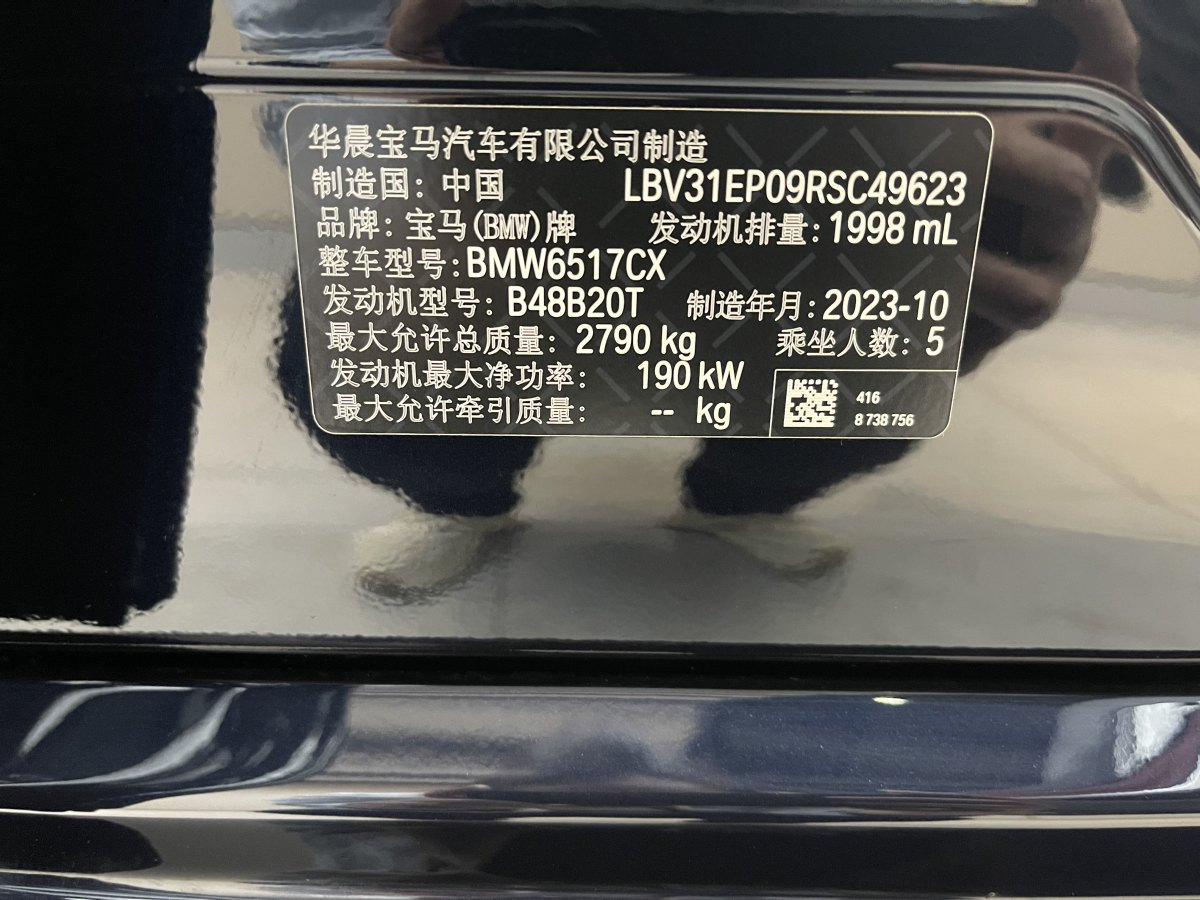 华晨宝马汽车有限公司制造
制造国：中国 LBV31EP09RSC49623
品牌：宝马(BMW)牌 发动机排量：1998 mL
整车型号：BMW6517CX
发动机型号：B48B20T 制造年月：2023-10
最大允许总质量：2790 kg 乘坐人数：5
发动机最大净功率：190 kW
最大允许牵引质量：-- kg
416
8 738 756